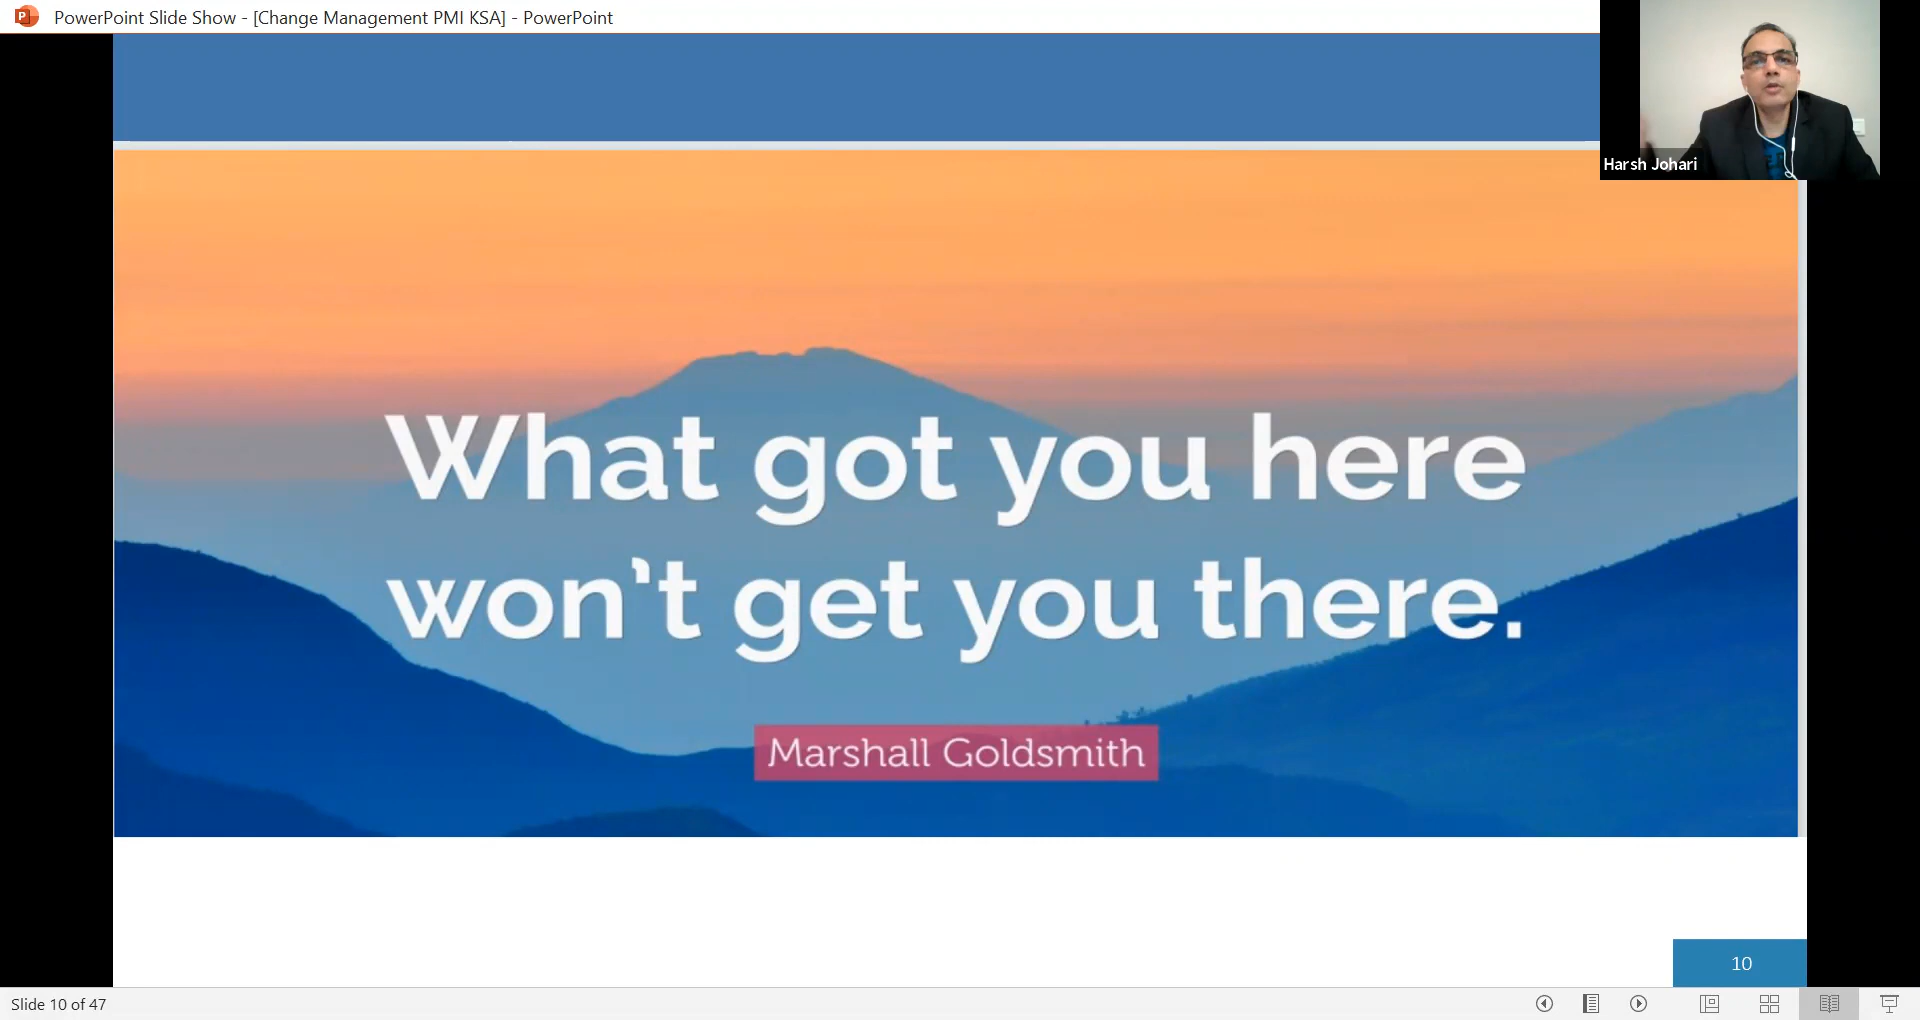 PowerPoint Slide Show - [Change Management PMI KSA] - PowerPoint
Harsh Johari
What got you here
won't get you there.
Marshall Goldsmith
10
Slide 10 of 47